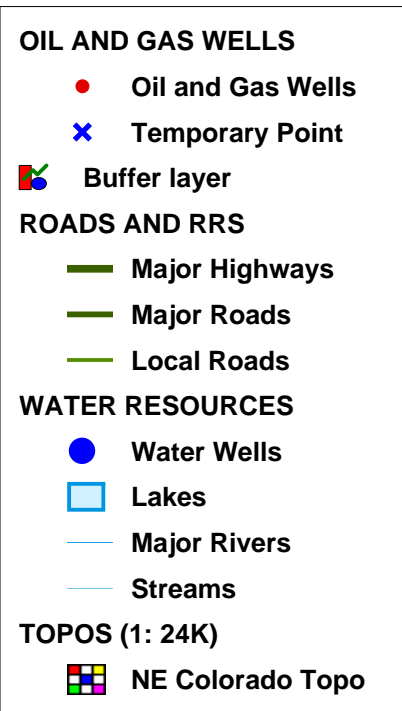 OIL AND GAS WELLS
Oil and Gas Wells
Temporary Point
Buffer layer
ROADS AND RRS
Major Highways
Major Roads
Local Roads
WATER RESOURCES
Water Wells
Lakes
Major Rivers
Streams
TOPOS (1: 24K)
NE Colorado Topo